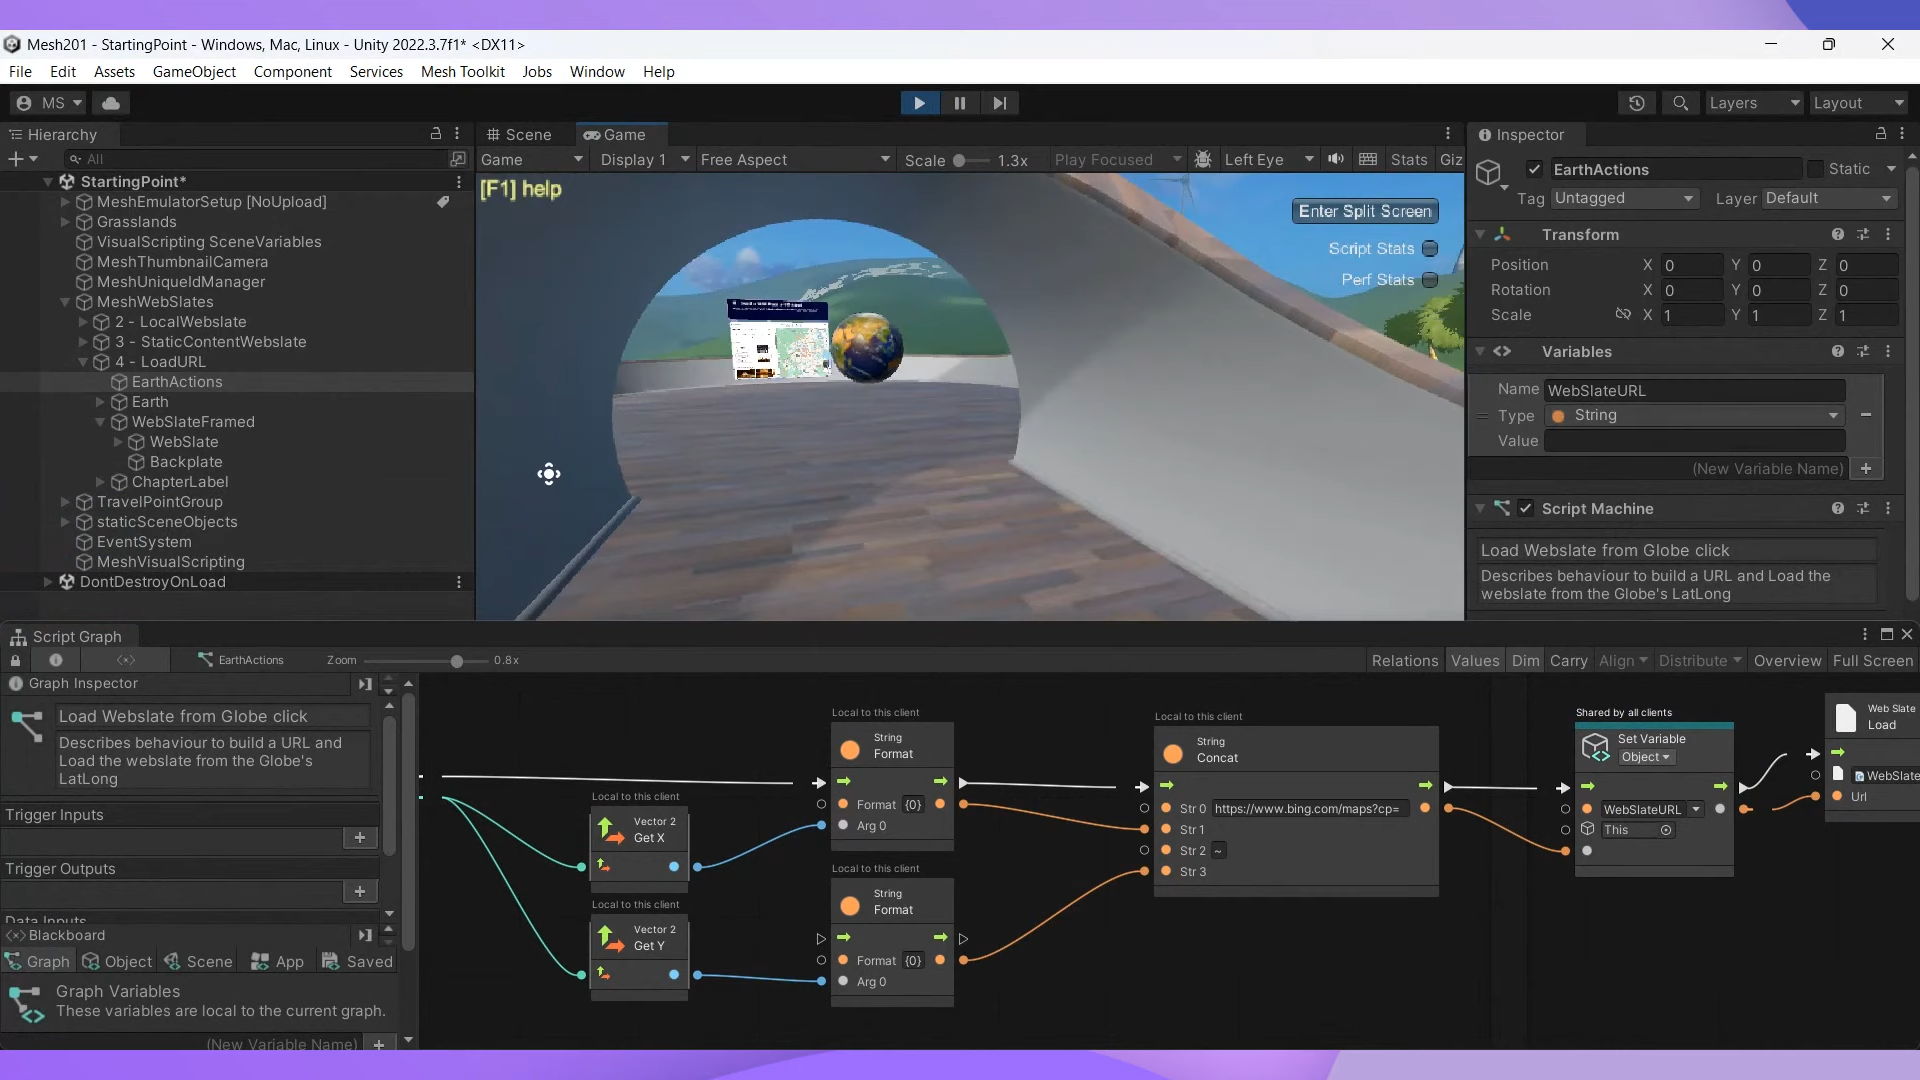 Mesh201 - StartingPoint - Windows, Mac, Linux - Unity 2022.3.7f1* <DX11>
File Edit Assets GameObject Component Services Mesh Toolkit Jobs Window Help
MS Layers Layout
Hierarchy
All
StartingPoint*
MeshEmulatorSetup [NoUpload]
Grasslands
VisualScripting SceneVariables
MeshThumbnailCamera
MeshUniqueIdManager
MeshWebSlates
2 - LocalWebslate
3 - StaticContentWebslate
4 - LoadURL
EarthActions
Earth
WebSlateFramed
WebSlate
Backplate
ChapterLabel
TravelPointGroup
staticSceneObjects
EventSystem
MeshVisualScripting
DontDestroyOnLoad
Scene Game
Game Display 1 Free Aspect Scale 1.3x Play Focused Left Eye Stats Giz
[F1] help
Enter Split Screen
Script Stats
Perf Stats
Inspector
EarthActions Static
Tag Untagged Layer Default
Transform
Position X 0 Y 0 Z 0
Rotation X 0 Y 0 Z 0
Scale X 1 Y 1 Z 1
Variables
Name WebSlateURL
Type String
Value
(New Variable Name)
Script Machine
Load Webslate from Globe click
Describes behaviour to build a URL and Load the
webslate from the Globe's LatLong
Script Graph
EarthActions Zoom 0.8x Relations Values Dim Carry Align Distribute Overview Full Screen
Graph Inspector
Load Webslate from Globe click
Describes behaviour to build a URL and
Load the webslate from the Globe's
LatLong
Trigger Inputs
Trigger Outputs
Data Inputs
Blackboard
Graph Object Scene App Saved
Graph Variables
These variables are local to the current graph.
(New Variable Name)
Local to this client
Vector 2
Get X
Local to this client
Vector 2
Get Y
Local to this client
String
Format
Format {0}
Arg 0
Local to this client
String
Format
Format {0}
Arg 0
Local to this client
String
Concat
Str 0 https://www.bing.com/maps?cp=
Str 1
Str 2 ~
Str 3
Shared by all clients
Set Variable
Object
WebSlateURL
This
Web Slate
Load
WebSlate
Url